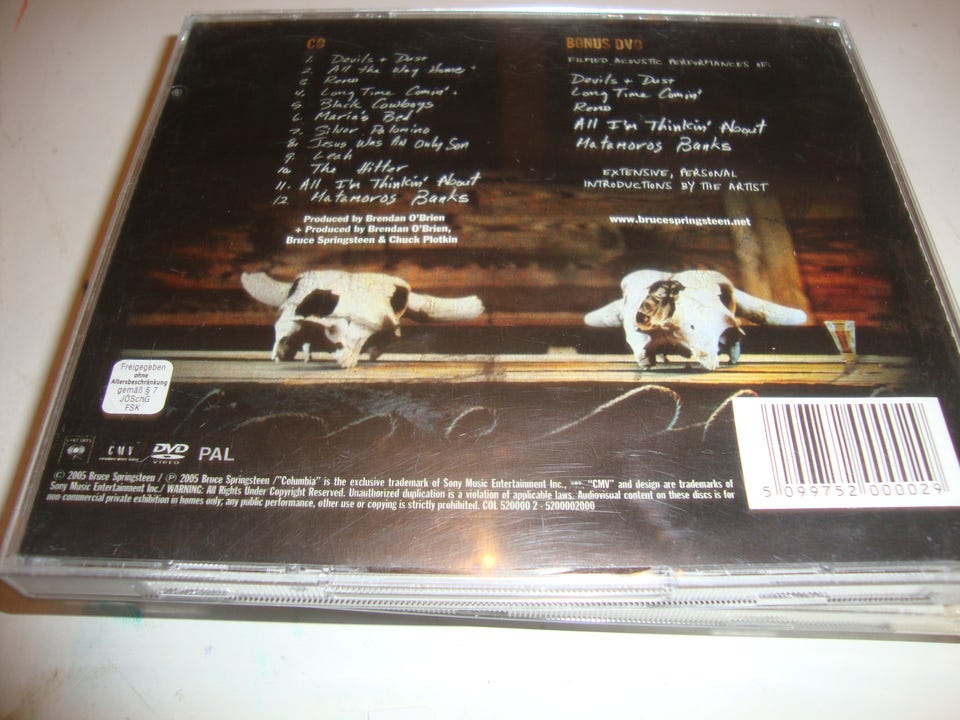 CD
1. Devils + Dust
2. All the Way Home +
3. Reno
4. Long Time Comin' +
5. Black Cowboys
6. Maria's Bed
7. Silver Palomino
8. Jesus Was An Only Son
9. Leah
10. The Hitter
11. All I'm Thinkin' About
12. Matamoros Banks
Produced by Brendan O'Brien
+ Produced by Brendan O'Brien,
Bruce Springsteen & Chuck Plotkin
BONUS DVD
FILMED ACOUSTIC PERFORMANCES OF:
Devils + Dust
Long Time Comin'
Reno
All I'm Thinkin' About
Matamoros Banks
EXTENSIVE, PERSONAL
INTRODUCTIONS BY THE ARTIST
www.brucespringsteen.net
Freigegeben
ohne
Altersbeschränkung
gemäß § 7
JÖSchG
FSK
CMV
DVD
VIDEO
PAL
© 2005 Bruce Springsteen / ℗ 2005 Bruce Springsteen /"Columbia" is the exclusive trademark of Sony Music Entertainment Inc., "CMV" and design are trademarks of
Sony Music Entertainment Inc./ WARNING: All Rights Under Copyright Reserved. Unauthorized duplication is a violation of applicable laws. Audiovisual content on these discs is for
non-commercial private exhibition in homes only; any public performance, other use or copying is strictly prohibited. COL 520000 2 - 5200002000
5 099752 000029